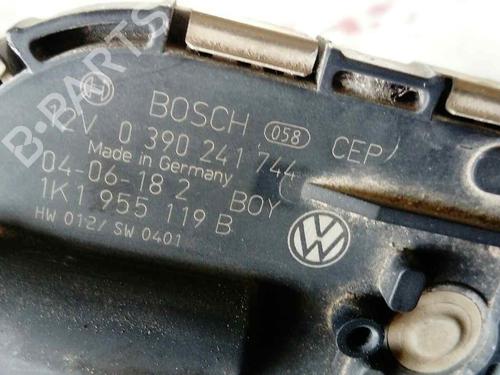 BOSCH 058 CEP/
12V 0 390 241 744
Made in Germany
04-06-18 2 BOY
1K1 955 119 B
HW 012/ SW 0401
B-PARTS